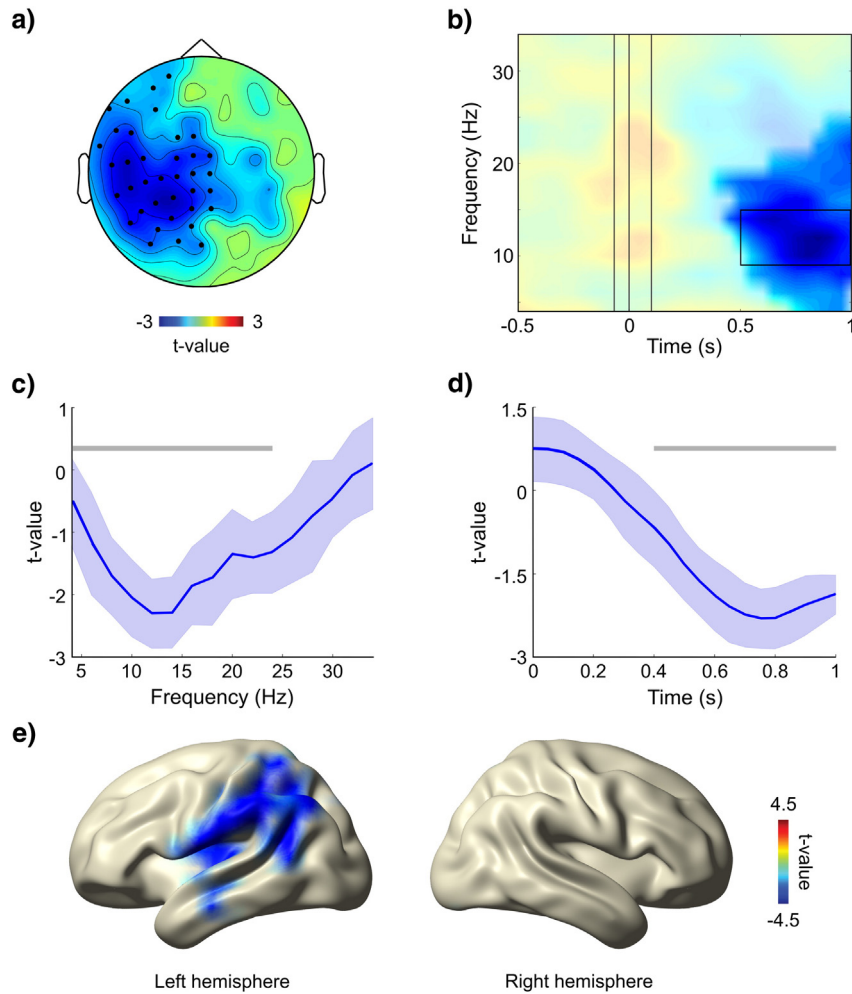 a)
-3 3
t-value
b)
Frequency (Hz)
30
20
10
-0.5 0 0.5 1
Time (s)
c)
t-value
1
0
-1
-2
-3
5 10 15 20 25 30
Frequency (Hz)
d)
t-value
1.5
0
-1.5
-3
0 0.2 0.4 0.6 0.8 1
Time (s)
e)
4.5
t-value
-4.5
Left hemisphere
Right hemisphere